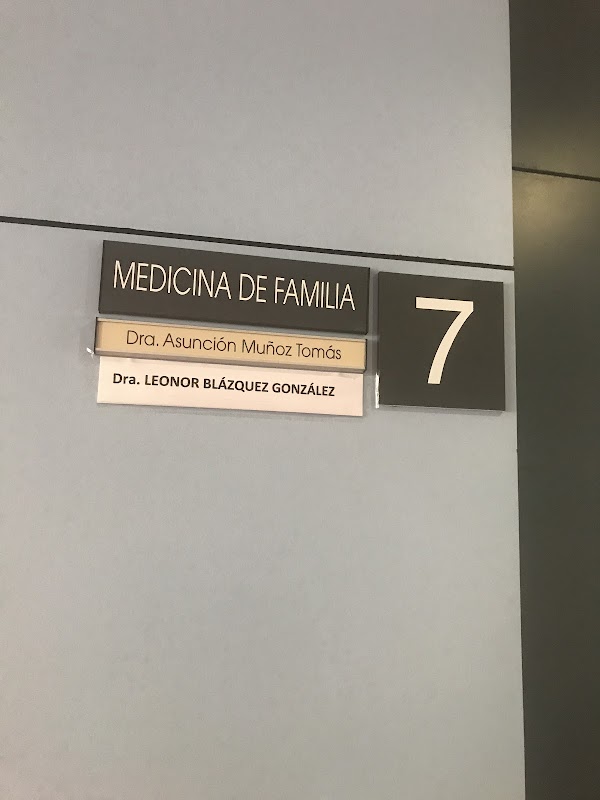 MEDICINA DE FAMILIA
7
Dra. Asunción Muñoz Tomás
Dra. LEONOR BLÁZQUEZ GONZÁLEZ